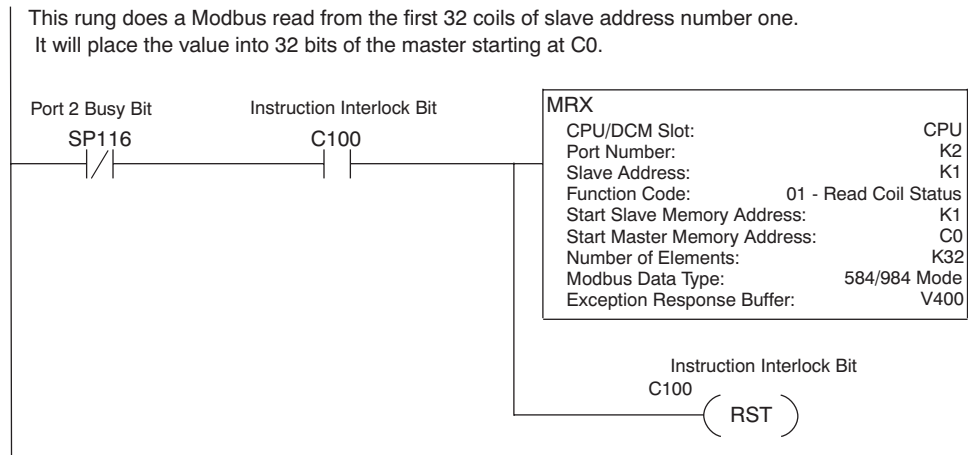 This rung does a Modbus read from the first 32 coils of slave address number one.
It will place the value into 32 bits of the master starting at C0.
Port 2 Busy Bit
Instruction Interlock Bit
SP116
C100
MRX
CPU/DCM Slot: CPU
Port Number: K2
Slave Address: K1
Function Code: 01 - Read Coil Status
Start Slave Memory Address: K1
Start Master Memory Address: C0
Number of Elements: K32
Modbus Data Type: 584/984 Mode
Exception Response Buffer: V400
Instruction Interlock Bit
C100
RST